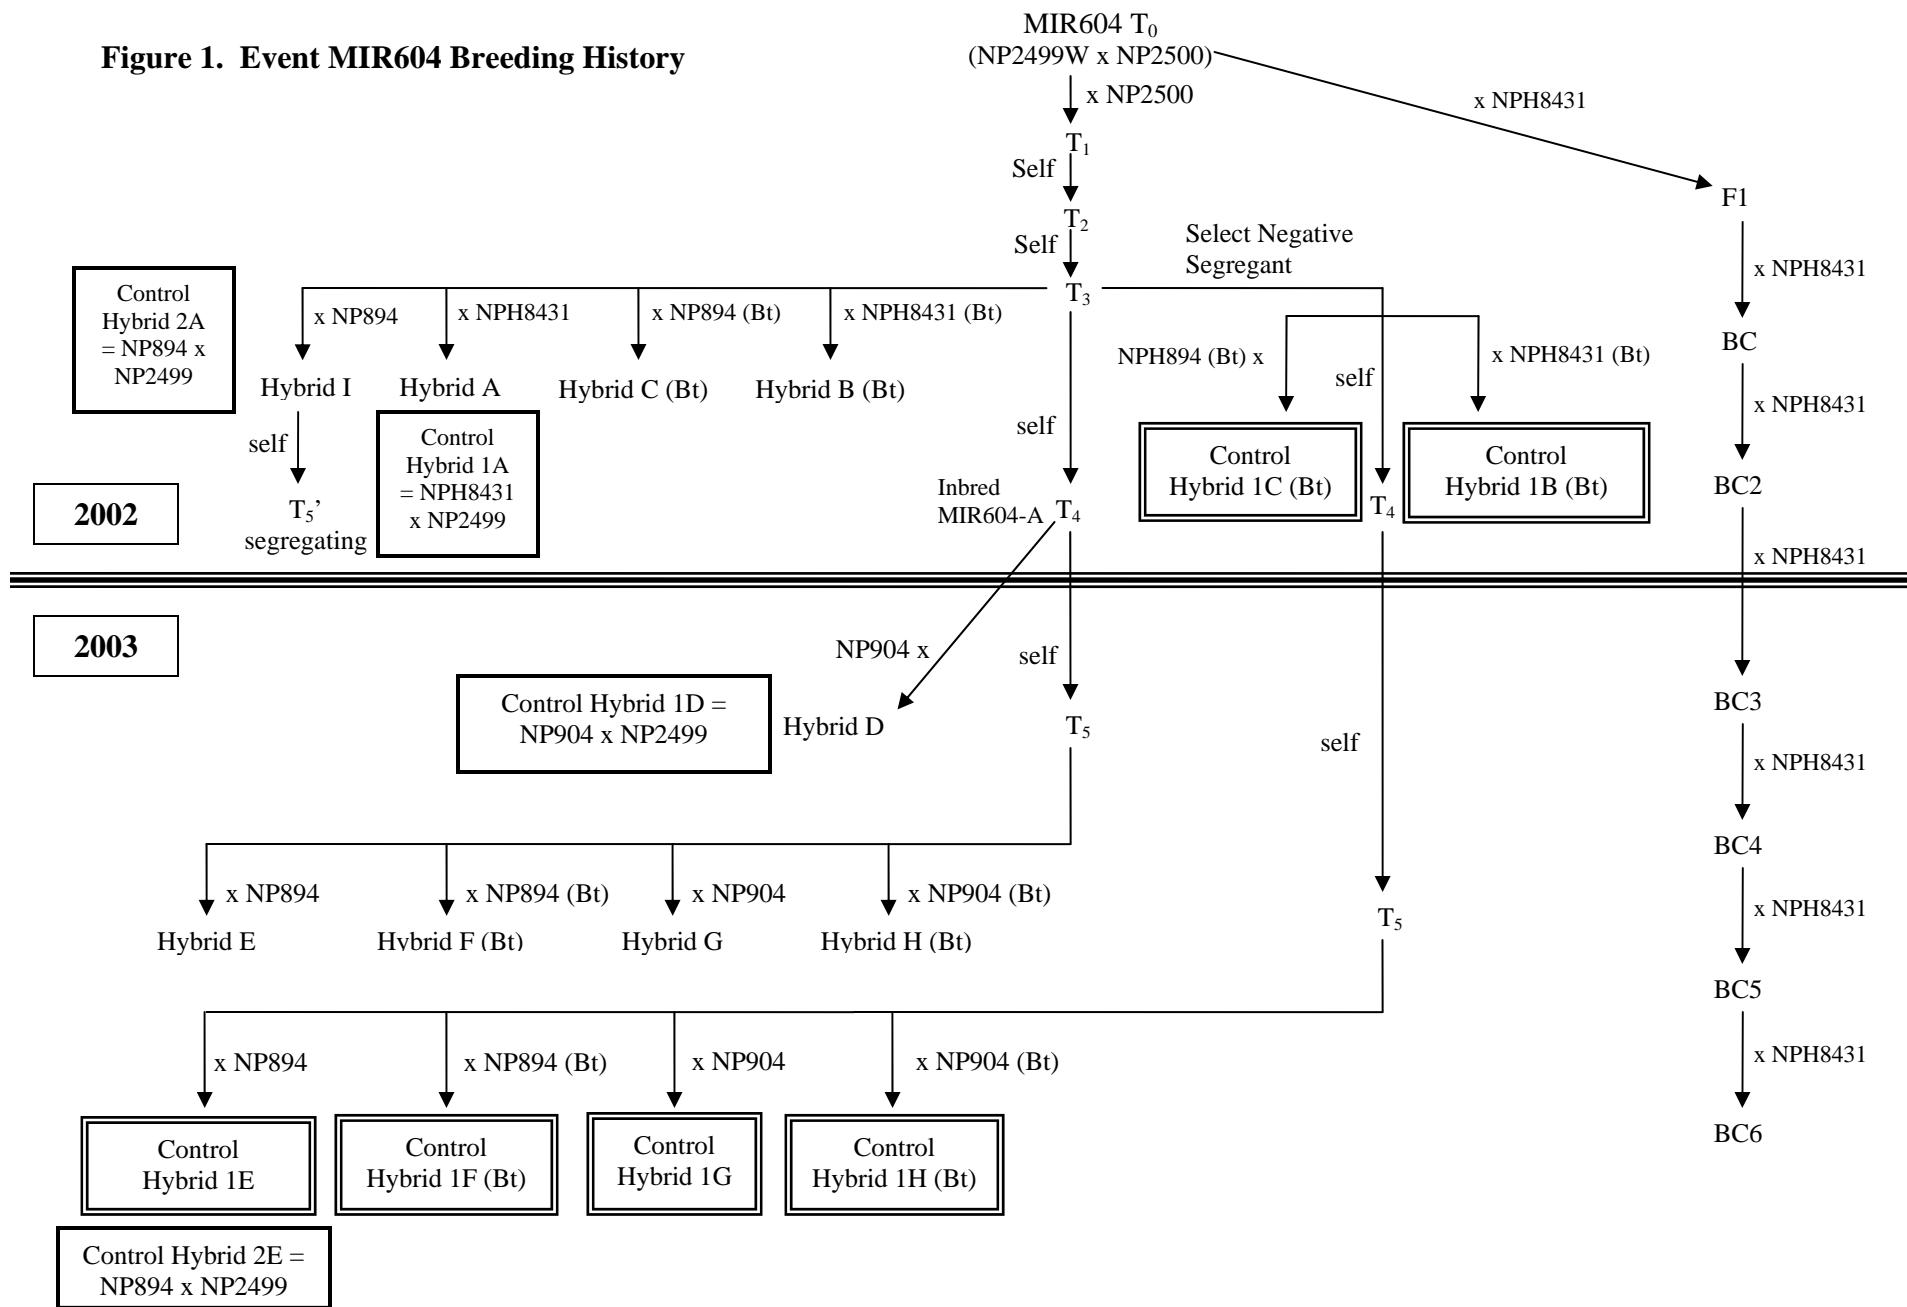 MIR604 T0
(NP2499W x NP2500)
Figure 1.  Event MIR604 Breeding History
x NP2500
x NPH8431
T1
Self
T2
F1
Self
Select Negative
Segregant
T3
x NPH8431
Control
Hybrid 2A
= NP894 x
NP2499
x NP894
x NPH8431
x NP894 (Bt)
x NPH8431 (Bt)
NPH894 (Bt) x
x NPH8431 (Bt)
BC
Hybrid I
Hybrid A
Hybrid C (Bt)
Hybrid B (Bt)
self
x NPH8431
self
self
Control
Hybrid 1A
= NPH8431
x NP2499
Control
Hybrid 1C (Bt)
Control
Hybrid 1B (Bt)
BC2
Inbred
MIR604-A
T4
T4
2002
T5’
segregating
x NPH8431
2003
NP904 x
self
Control Hybrid 1D =
NP904 x NP2499
Hybrid D
T5
self
BC3
x NPH8431
BC4
x NP894
x NP894 (Bt)
x NP904
x NP904 (Bt)
x NPH8431
Hybrid E
Hybrid F (Bt)
Hybrid G
Hybrid H (Bt)
T5
BC5
x NP894
x NP894 (Bt)
x NP904
x NP904 (Bt)
x NPH8431
Control
Hybrid 1E
Control
Hybrid 1F (Bt)
Control
Hybrid 1G
Control
Hybrid 1H (Bt)
BC6
Control Hybrid 2E =
NP894 x NP2499